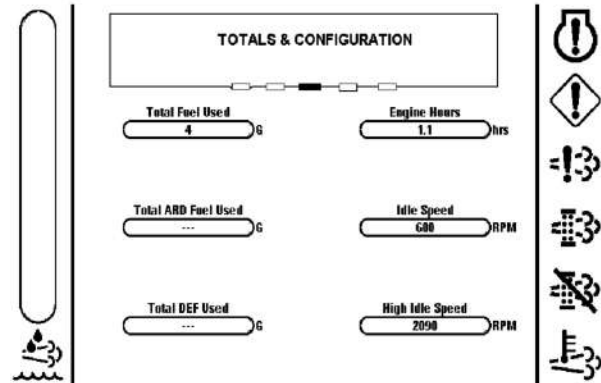 TOTALS & CONFIGURATION
Total Fuel Used
4 G
Engine Hours
1.1 hrs
Total ARD Fuel Used
--- G
Idle Speed
600 RPM
Total DEF Used
--- G
High Idle Speed
2090 RPM